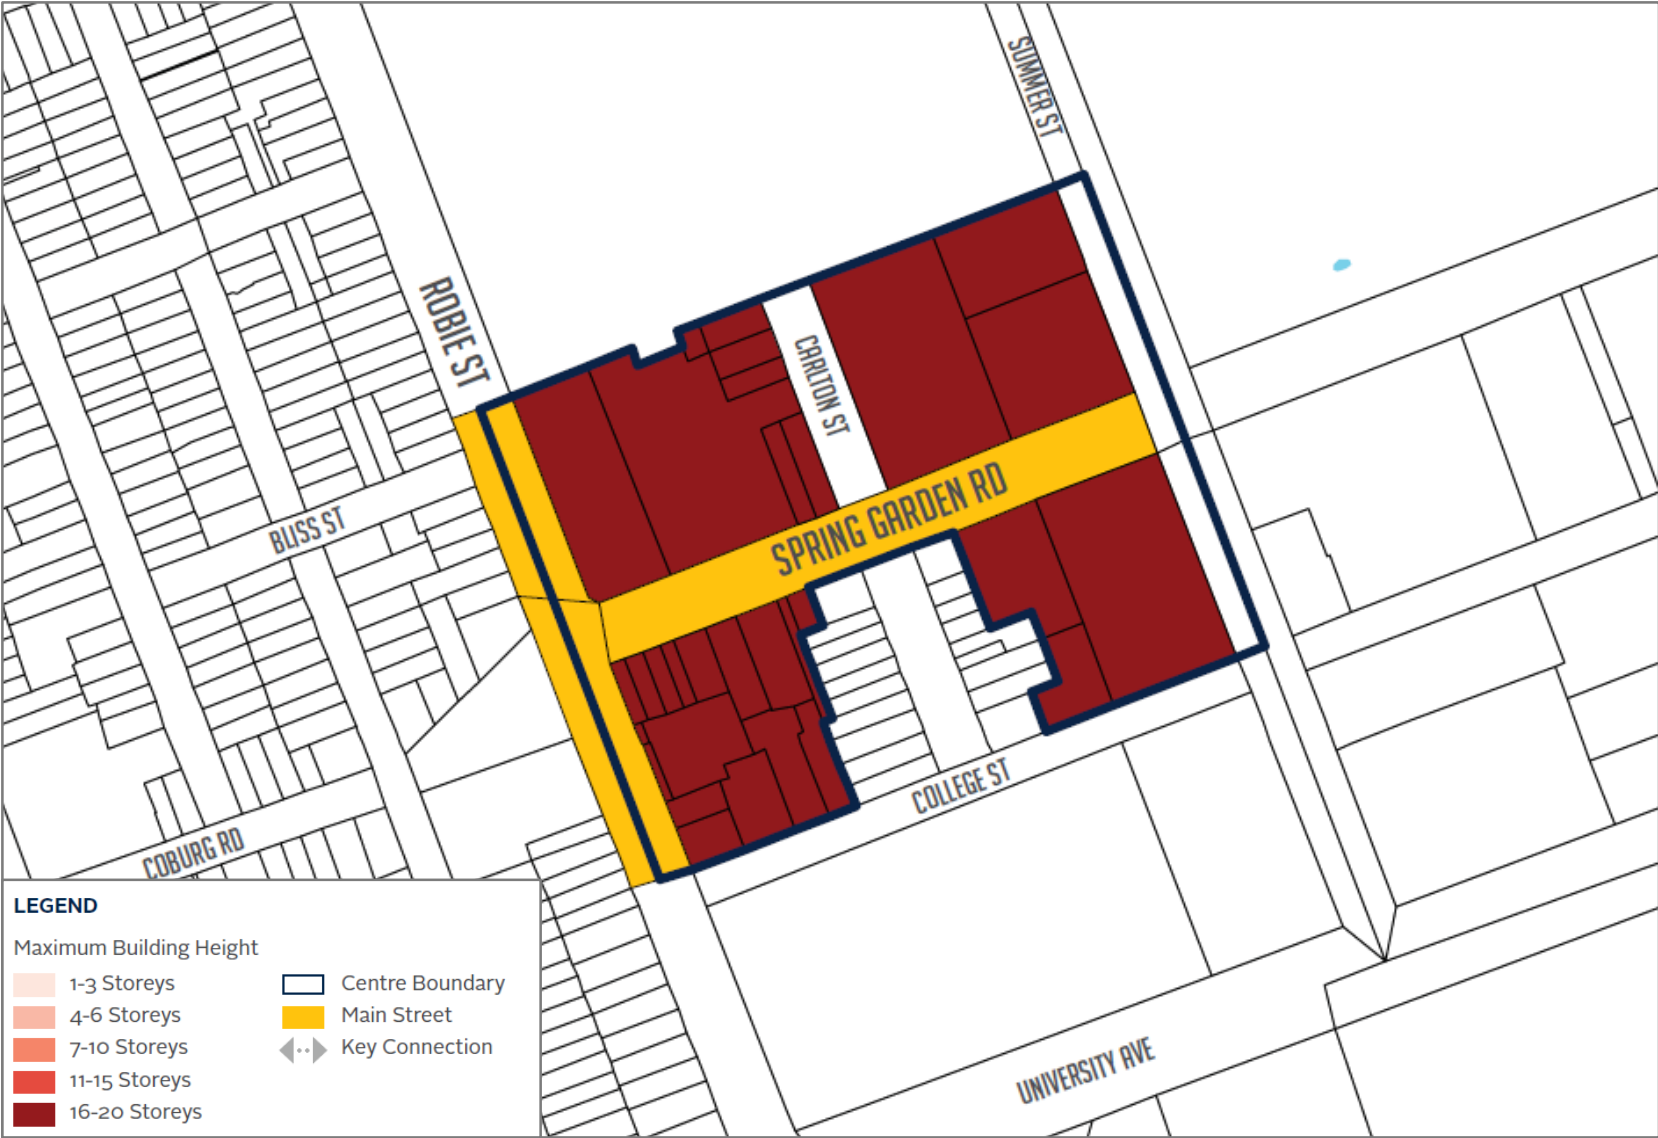 SUMMER ST
ROBIE ST
CARLTON ST
SPRING GARDEN RD
BLISS ST
COLLEGE ST
COBURG RD
UNIVERSITY AVE
LEGEND
Maximum Building Height
1-3 Storeys
4-6 Storeys
7-10 Storeys
11-15 Storeys
16-20 Storeys
Centre Boundary
Main Street
Key Connection